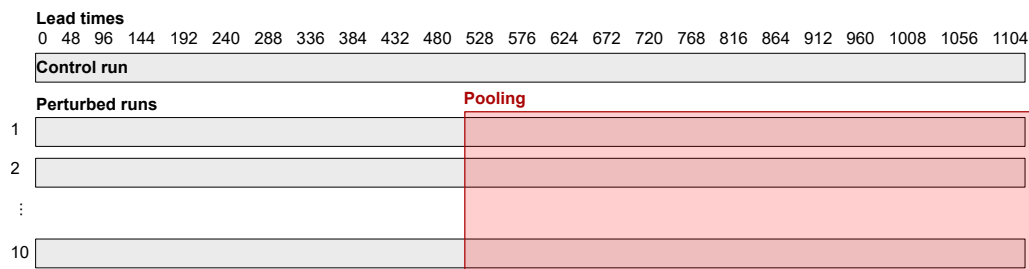 Lead times
0 48 96 144 192 240 288 336 384 432 480 528 576 624 672 720 768 816 864 912 960 1008 1056 1104
Control run
Perturbed runs
Pooling
1
2
⋮
10